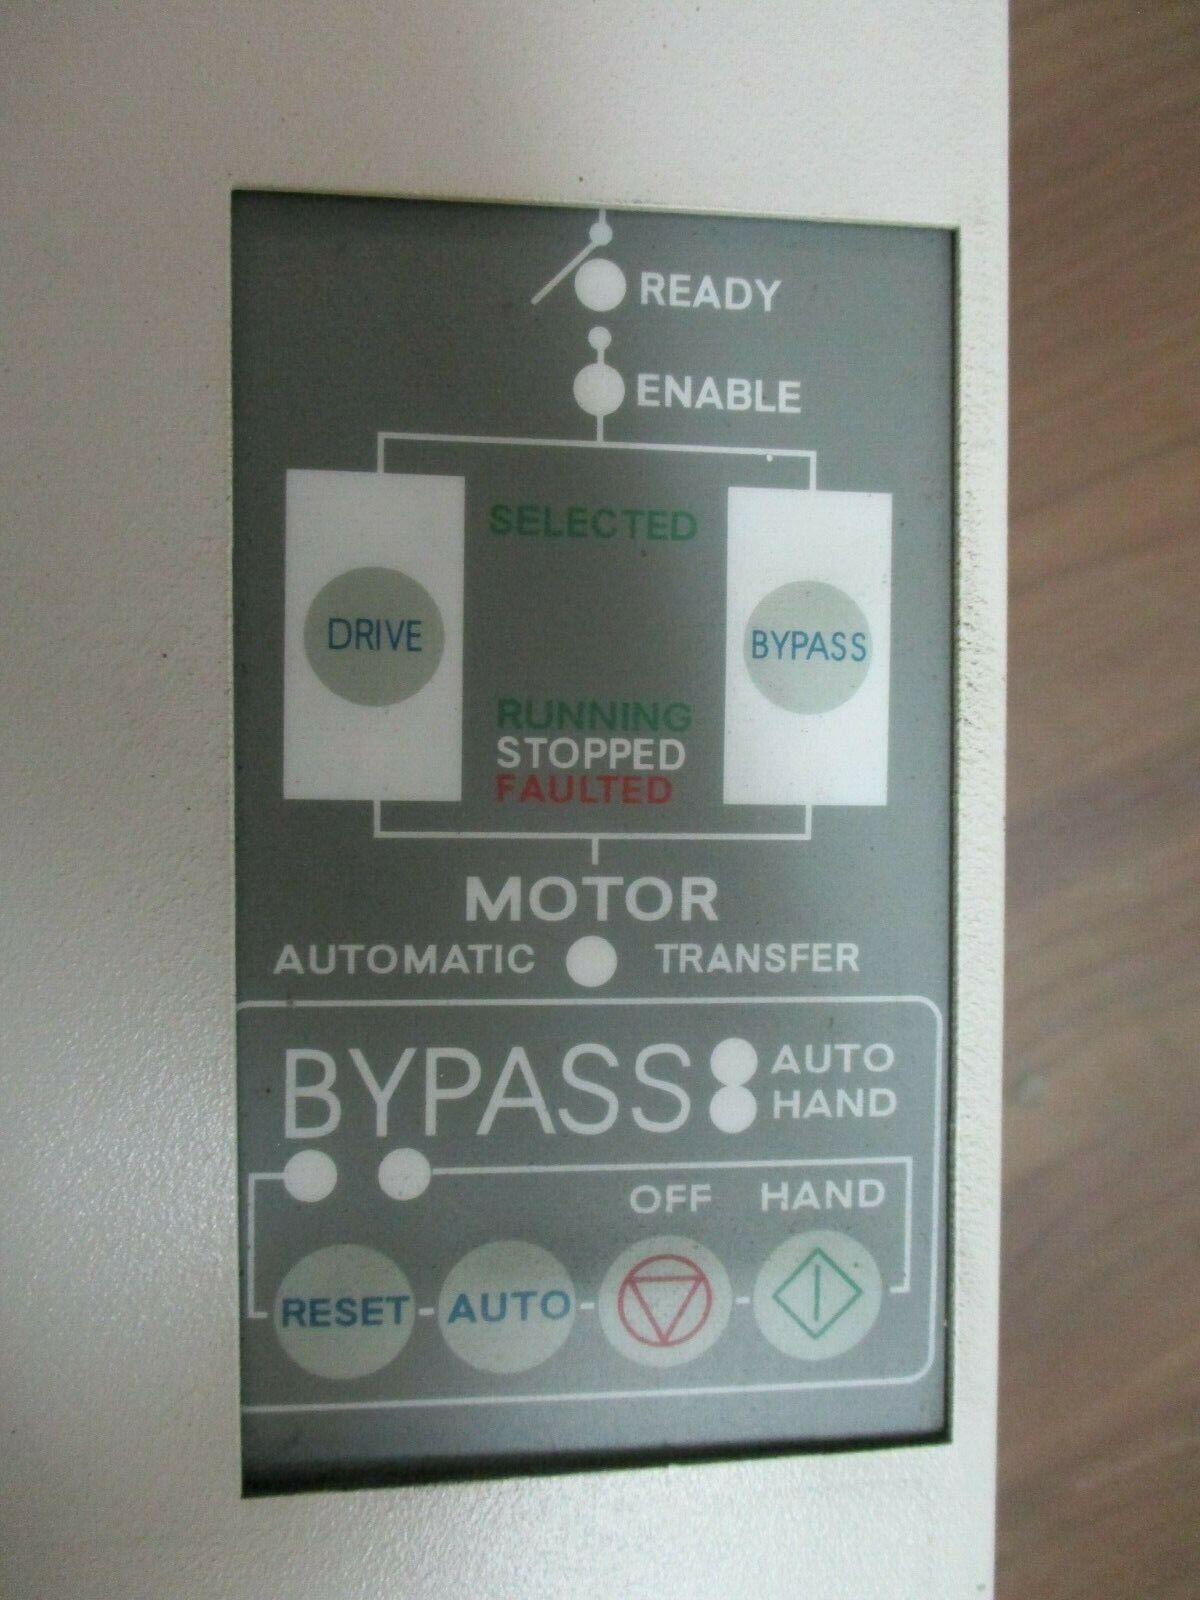 READY
ENABLE
SELECTED
DRIVE
BYPASS
RUNNING
STOPPED
FAULTED
MOTOR
AUTOMATIC TRANSFER
BYPASS
AUTO
HAND
OFF HAND
RESET AUTO